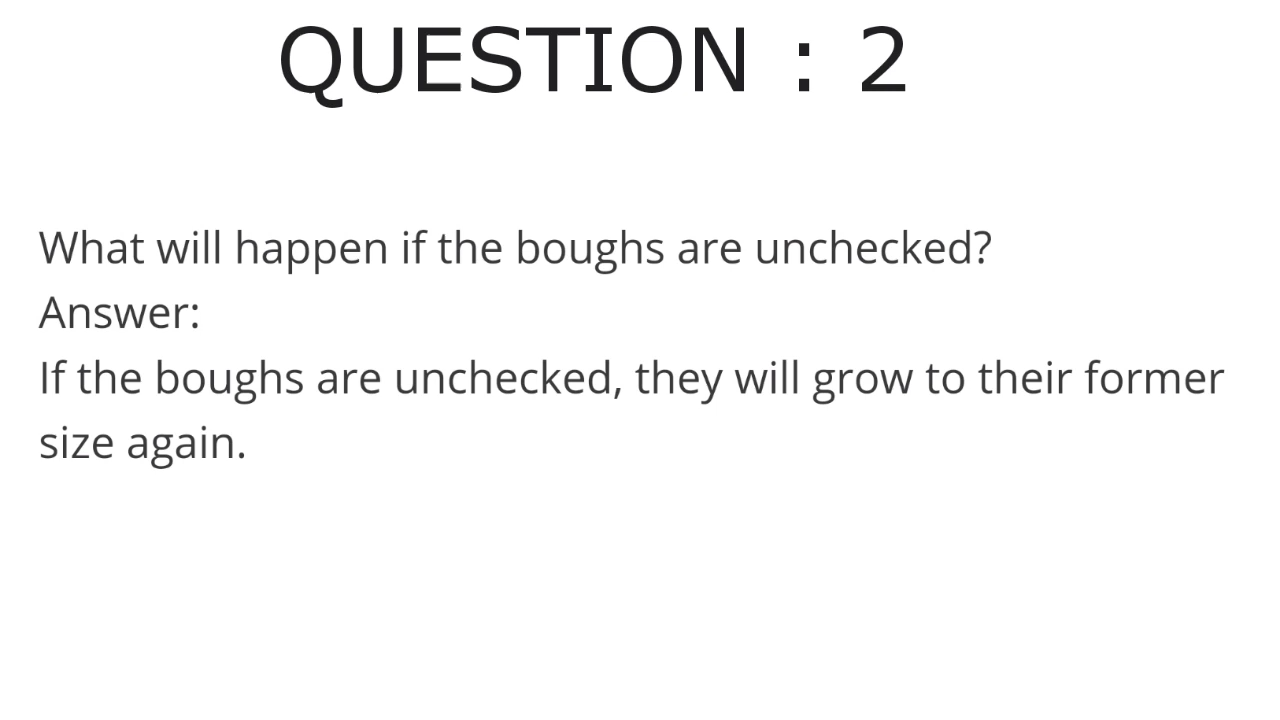 QUESTION : 2
What will happen if the boughs are unchecked?
Answer:
If the boughs are unchecked, they will grow to their former
size again.